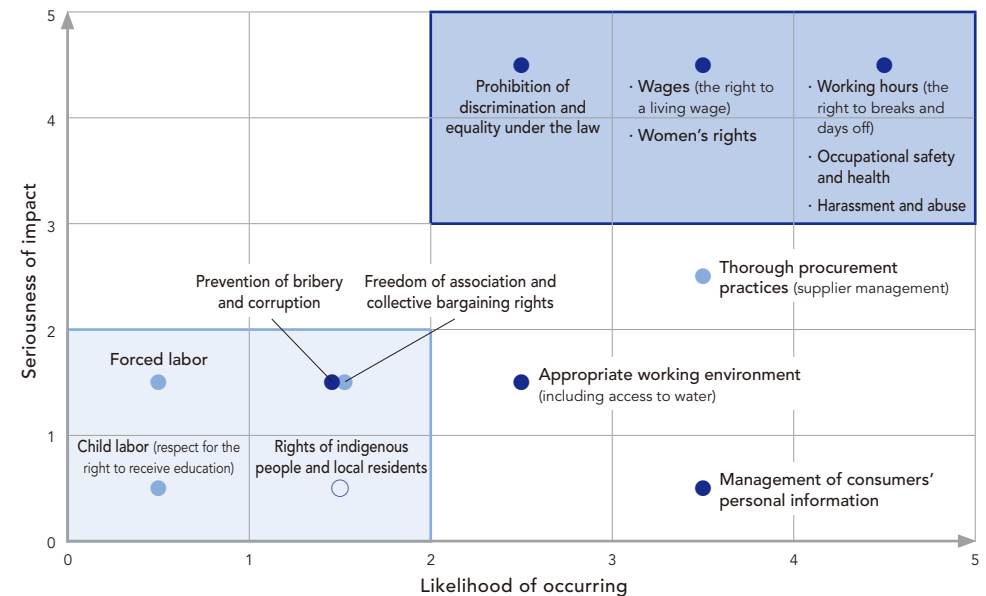 5
4
3
2
1
0
Seriousness of impact
Prohibition of
discrimination and
equality under the law
· Wages (the right to
a living wage)
· Women’s rights
· Working hours (the
right to breaks and
days off)
· Occupational safety
and health
· Harassment and abuse
Thorough procurement
practices (supplier management)
Prevention of bribery
and corruption
Freedom of association and
collective bargaining rights
Forced labor
Appropriate working environment
(including access to water)
Child labor (respect for the
right to receive education)
Rights of indigenous
people and local residents
Management of consumers’
personal information
0 1 2 3 4 5
Likelihood of occurring